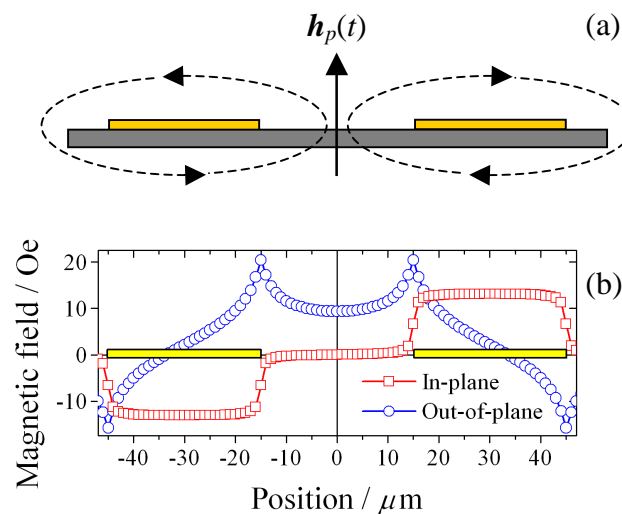 hₚ(t)
(a)
Magnetic field / Oe
20
10
0
-10
(b)
In-plane
Out-of-plane
-40 -30 -20 -10 0 10 20 30 40
Position / μm